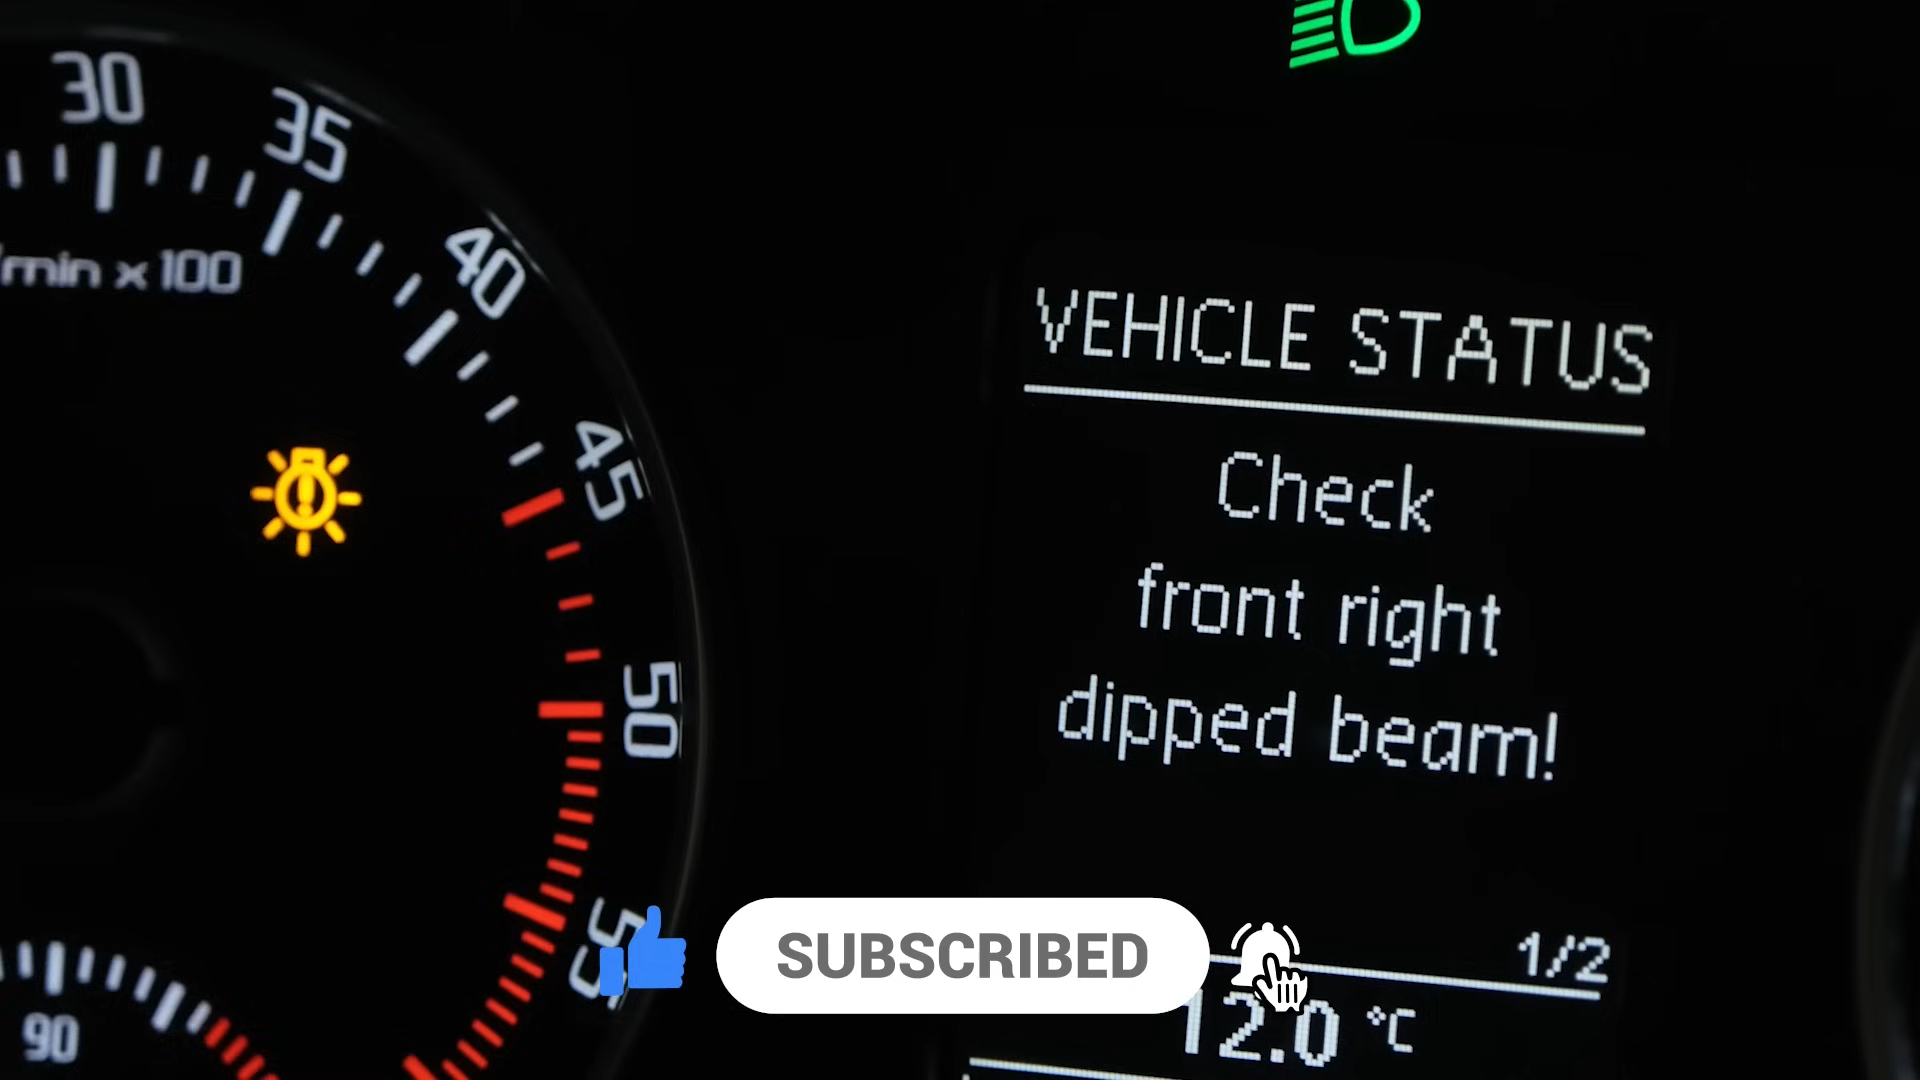 30
35
40
45
50
55
/min x 100
90
VEHICLE STATUS
Check
front right
dipped beam!
1/2
12.0 °C
SUBSCRIBED